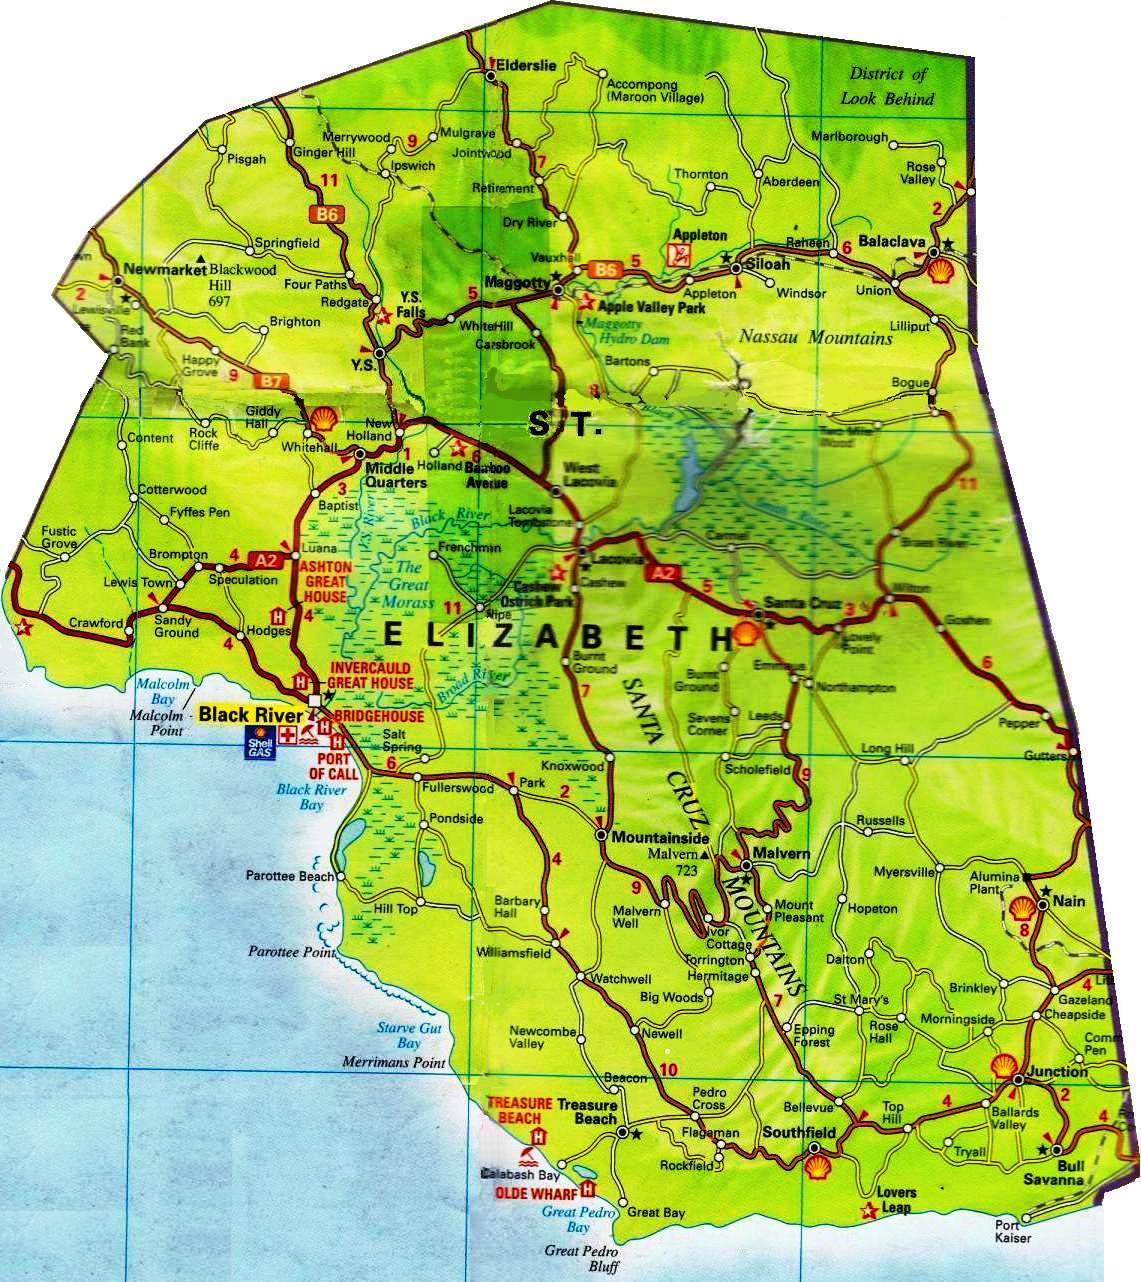 Elderslie
Accompong
(Maroon Village)
District of
Look Behind
Merrywood
Mulgrave
9
Jointwood
7
Marlborough
Pisgah
Ginger Hill
Ipswich
Retirement
Thornton
Aberdeen
Rose
Valley
11
B6
Dry River
2
Appleton
Raheen
6
Balaclava
Springfield
Vauxhall
B6
5
Siloah
Newmarket
Blackwood
Hill
697
Four Paths
Maggotty
Appleton
Windsor
Union
2
Lewisville
Redgate
Y.S.
Falls
5
Apple Valley Park
Red
Bank
Brighton
White Hill
Carsbrook
Maggotty
Hydro Dam
Nassau Mountains
Lilliput
Happy
Grove
Y.S.
Bartons
9
B7
8
Bogue
Giddy
Hall
New
Holland
ST.
Content
Rock
Cliffe
Whitehall
1
Holland
6
Bamboo
Avenue
Middle
Quarters
West
Lacovia
11
Cotterwood
3
Baptist
Fyffes Pen
Black River
Lacovia
Tombstone
Fustic
Grove
Brompton
4
A2
Luana
Frenchman
Lacovia
A2
Lewis Town
Speculation
ASHTON
GREAT
HOUSE
The
Great
Morass
Cashew
Ostrich Park
Cashew
5
Santa Cruz
3
11
Nipe
Crawford
Sandy
Ground
Hodges
4
4
ELIZABETH
Lovely
Point
Goshen
6
INVERCAULD
GREAT HOUSE
Burnt
Ground
SANTA
Burnt
Ground
Emmaus
Northampton
Malcolm
Bay
Malcolm
Point
Broad River
7
Black River
BRIDGEHOUSE
Seven
Corner
Leeds
Pepper
Shell
GAS
PORT
OF CALL
Salt
Spring
Long Hill
Gutters
6
Knoxwood
Scholefield
9
Black River
Bay
Fullerswood
Park
2
CRUZ
Pondside
Mountainside
Russells
4
Malvern
723
Malvern
Parottee Beach
9
MOUNTAINS
Myersville
Alumina
Plant
Nain
Hill Top
Barbary
Hall
Malvern
Well
Mount
Pleasant
Hopeton
8
Ivor
Cottage
Parottee Point
Williamsfield
Torrington
Dalton
Hermitage
Watchwell
Brinkley
4
Big Woods
7
St Mary's
Gazeland
Starve Gut
Bay
Newcombe
Valley
Newell
Epping
Forest
Rose
Hall
Morningside
Cheapside
Merrimans Point
10
Junction
Beacon
Pedro
Cross
2
TREASURE
BEACH
Treasure
Beach
Bellevue
Top
Hill
4
Ballards
Valley
4
Flagaman
Southfield
Calabash Bay
Rockfield
Tryall
Bull
Savanna
OLDE WHARF
Lovers
Leap
Great Pedro
Bay
Great Bay
Port
Kaiser
Great Pedro
Bluff